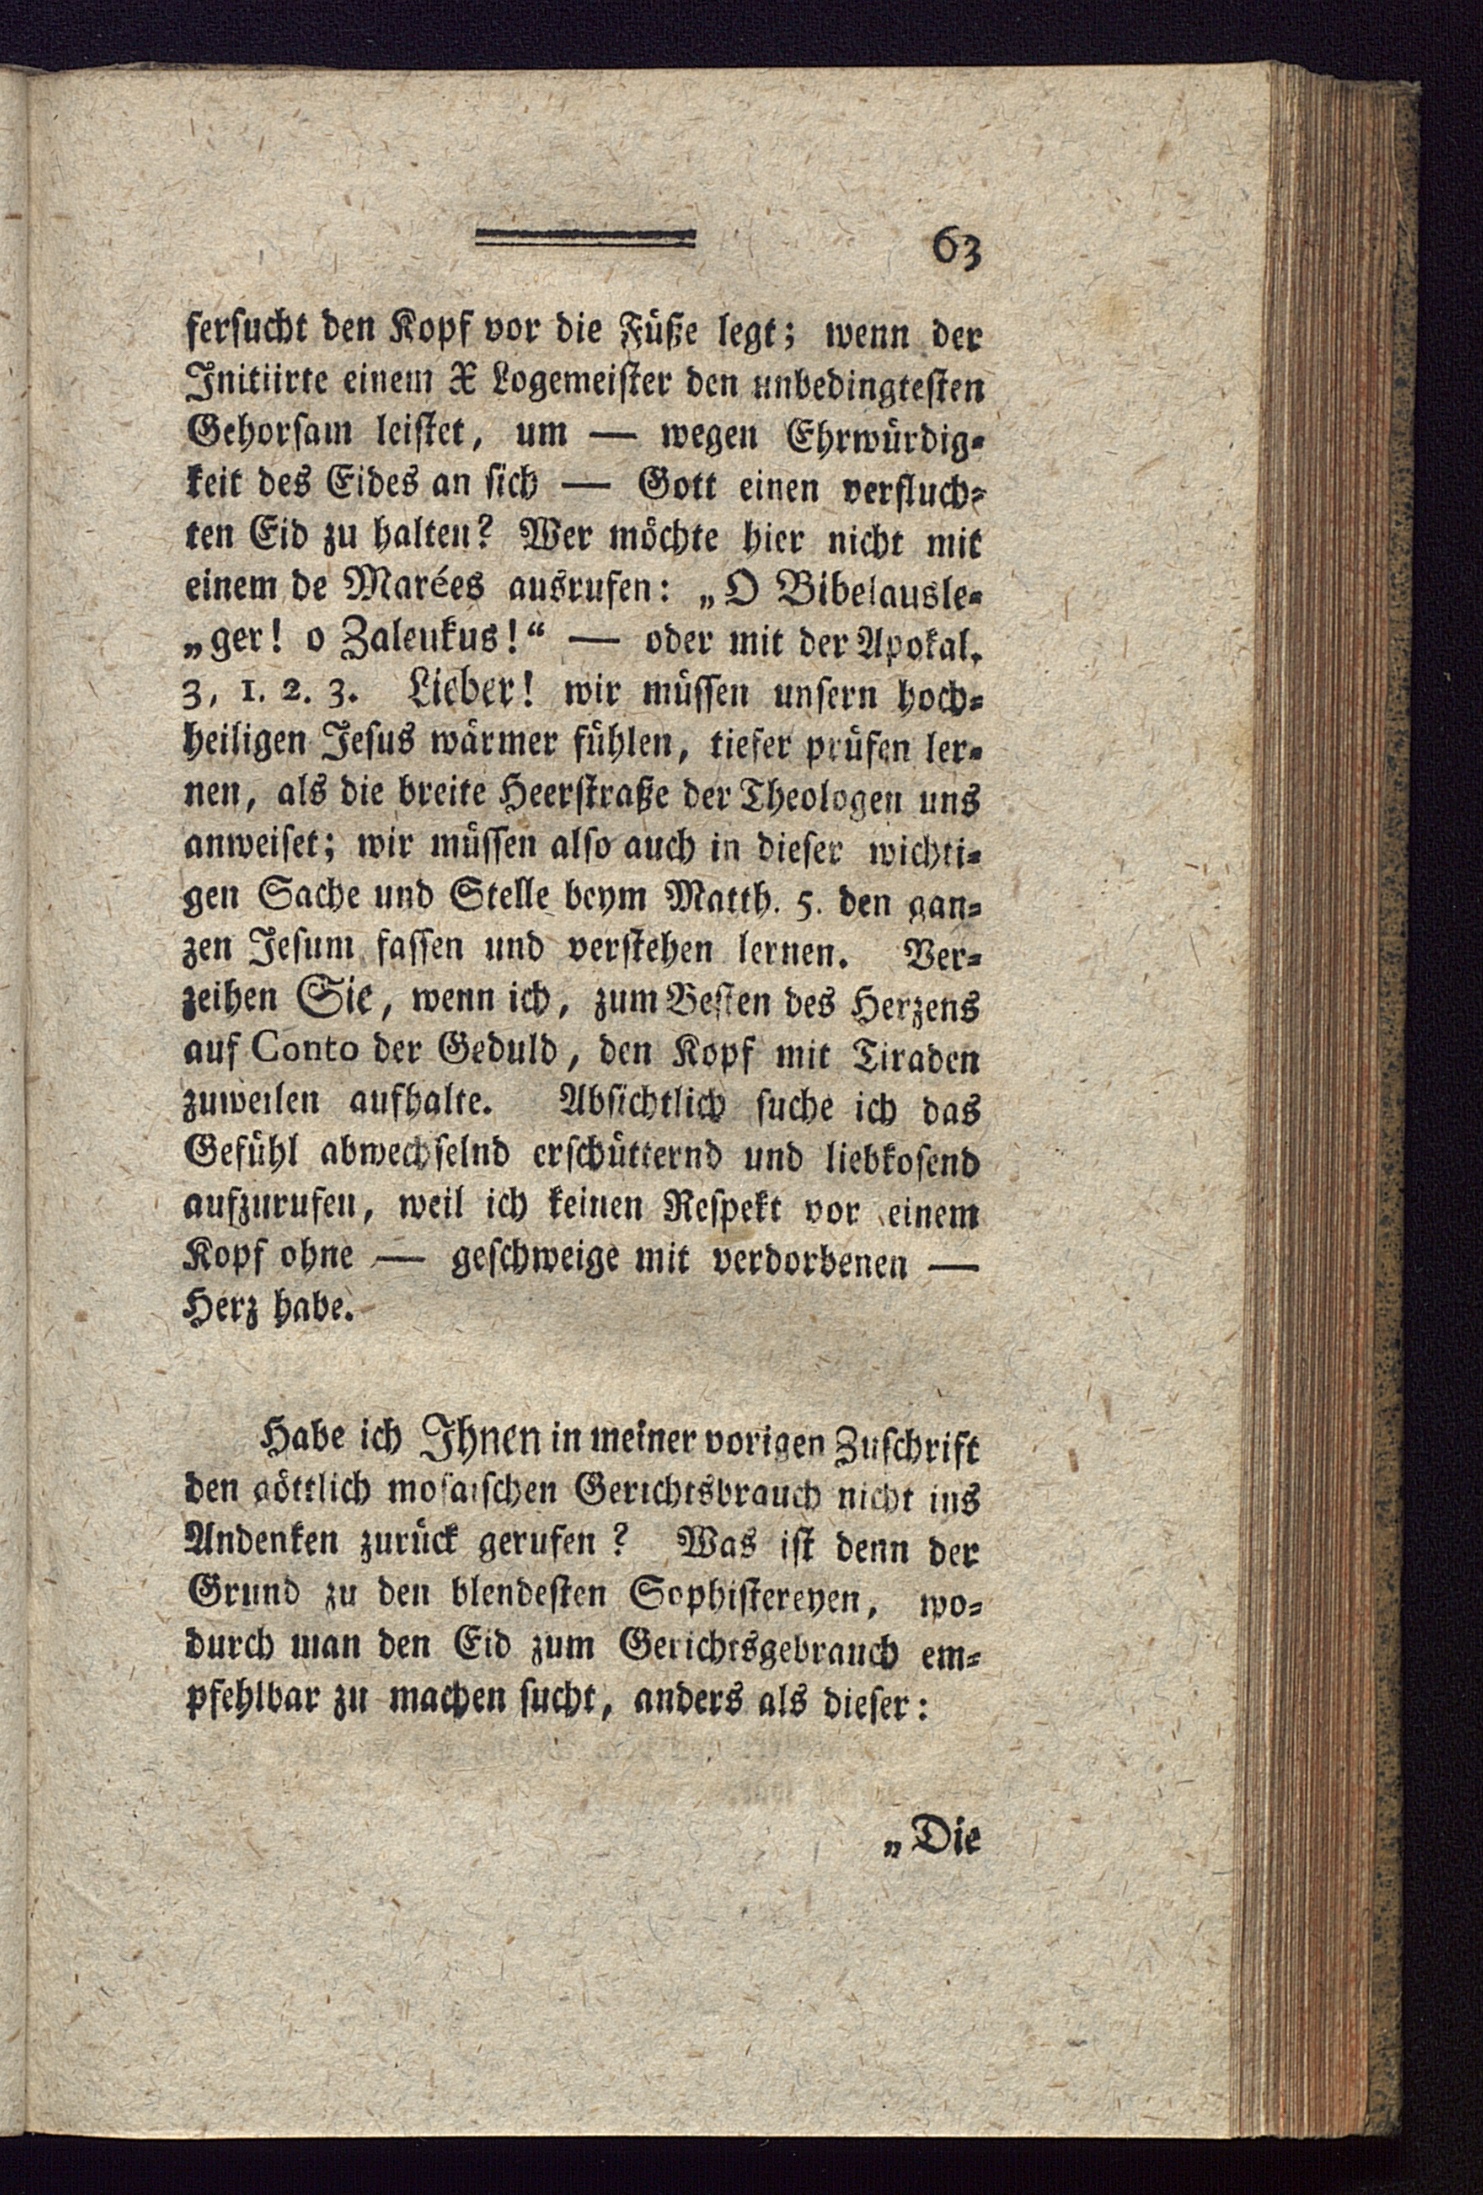 63
fersucht den Kopf vor die Füße legt; wenn der
Initiirte einem X Logemeister den unbedingtesten
Gehorsam leistet, um — wegen Ehrwürdig-
keit des Eides an sich — Gott einen verfluch-
ten Eid zu halten? Wer möchte hier nicht mit
einem de Marées ausrufen: „O Bibelausle-
„ger! o Zaleukus!“ — oder mit der Apokal.
3, 1. 2. 3. Lieber! wir müssen unsern hoch-
heiligen Jesus wärmer fühlen, tiefer prüfen ler-
nen, als die breite Heerstraße der Theologen uns
anweiset; wir müssen also auch in dieser wichti-
gen Sache und Stelle beym Matth. 5. den gan-
zen Jesum fassen und verstehen lernen. Ver-
zeihen Sie, wenn ich, zum Besten des Herzens
auf Conto der Geduld, den Kopf mit Tiraden
zuweilen aufhalte. Absichtlich suche ich das
Gefühl abwechselnd erschütternd und liebkosend
aufzurufen, weil ich keinen Respekt vor einem
Kopf ohne — geschweige mit verdorbenen —
Herz habe.
Habe ich Ihnen in meiner vorigen Zuschrift
den göttlich mosaischen Gerichtsbrauch nicht ins
Andenken zurück gerufen? Was ist denn der
Grund zu den blendesten Sophistereyen, wo-
durch man den Eid zum Gerichtsgebrauch em-
pfehlbar zu machen sucht, anders als dieser:
„Die